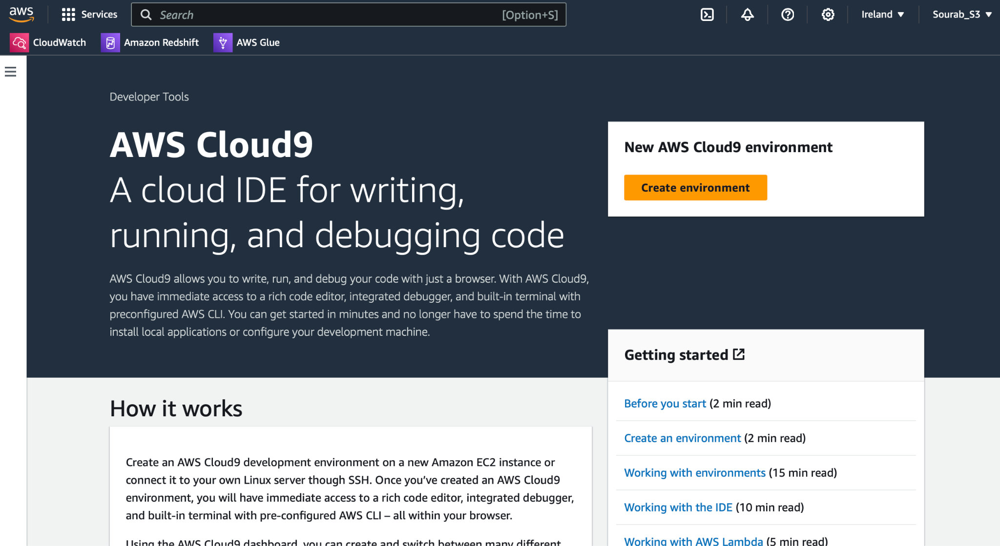 aws
Services
Search [Option+S]
Ireland ▼
Sourab_S3 ▼
CloudWatch
Amazon Redshift
AWS Glue
Developer Tools
AWS Cloud9
A cloud IDE for writing,
running, and debugging code
AWS Cloud9 allows you to write, run, and debug your code with just a browser. With AWS Cloud9,
you have immediate access to a rich code editor, integrated debugger, and built-in terminal with
preconfigured AWS CLI. You can get started in minutes and no longer have to spend the time to
install local applications or configure your development machine.
New AWS Cloud9 environment
Create environment
How it works
Create an AWS Cloud9 development environment on a new Amazon EC2 instance or
connect it to your own Linux server though SSH. Once you’ve created an AWS Cloud9
environment, you will have immediate access to a rich code editor, integrated debugger,
and built-in terminal with pre-configured AWS CLI – all within your browser.
Using the AWS Cloud9 dashboard, you can create and switch between many different
Getting started
Before you start (2 min read)
Create an environment (2 min read)
Working with environments (15 min read)
Working with the IDE (10 min read)
Working with AWS Lambda (5 min read)